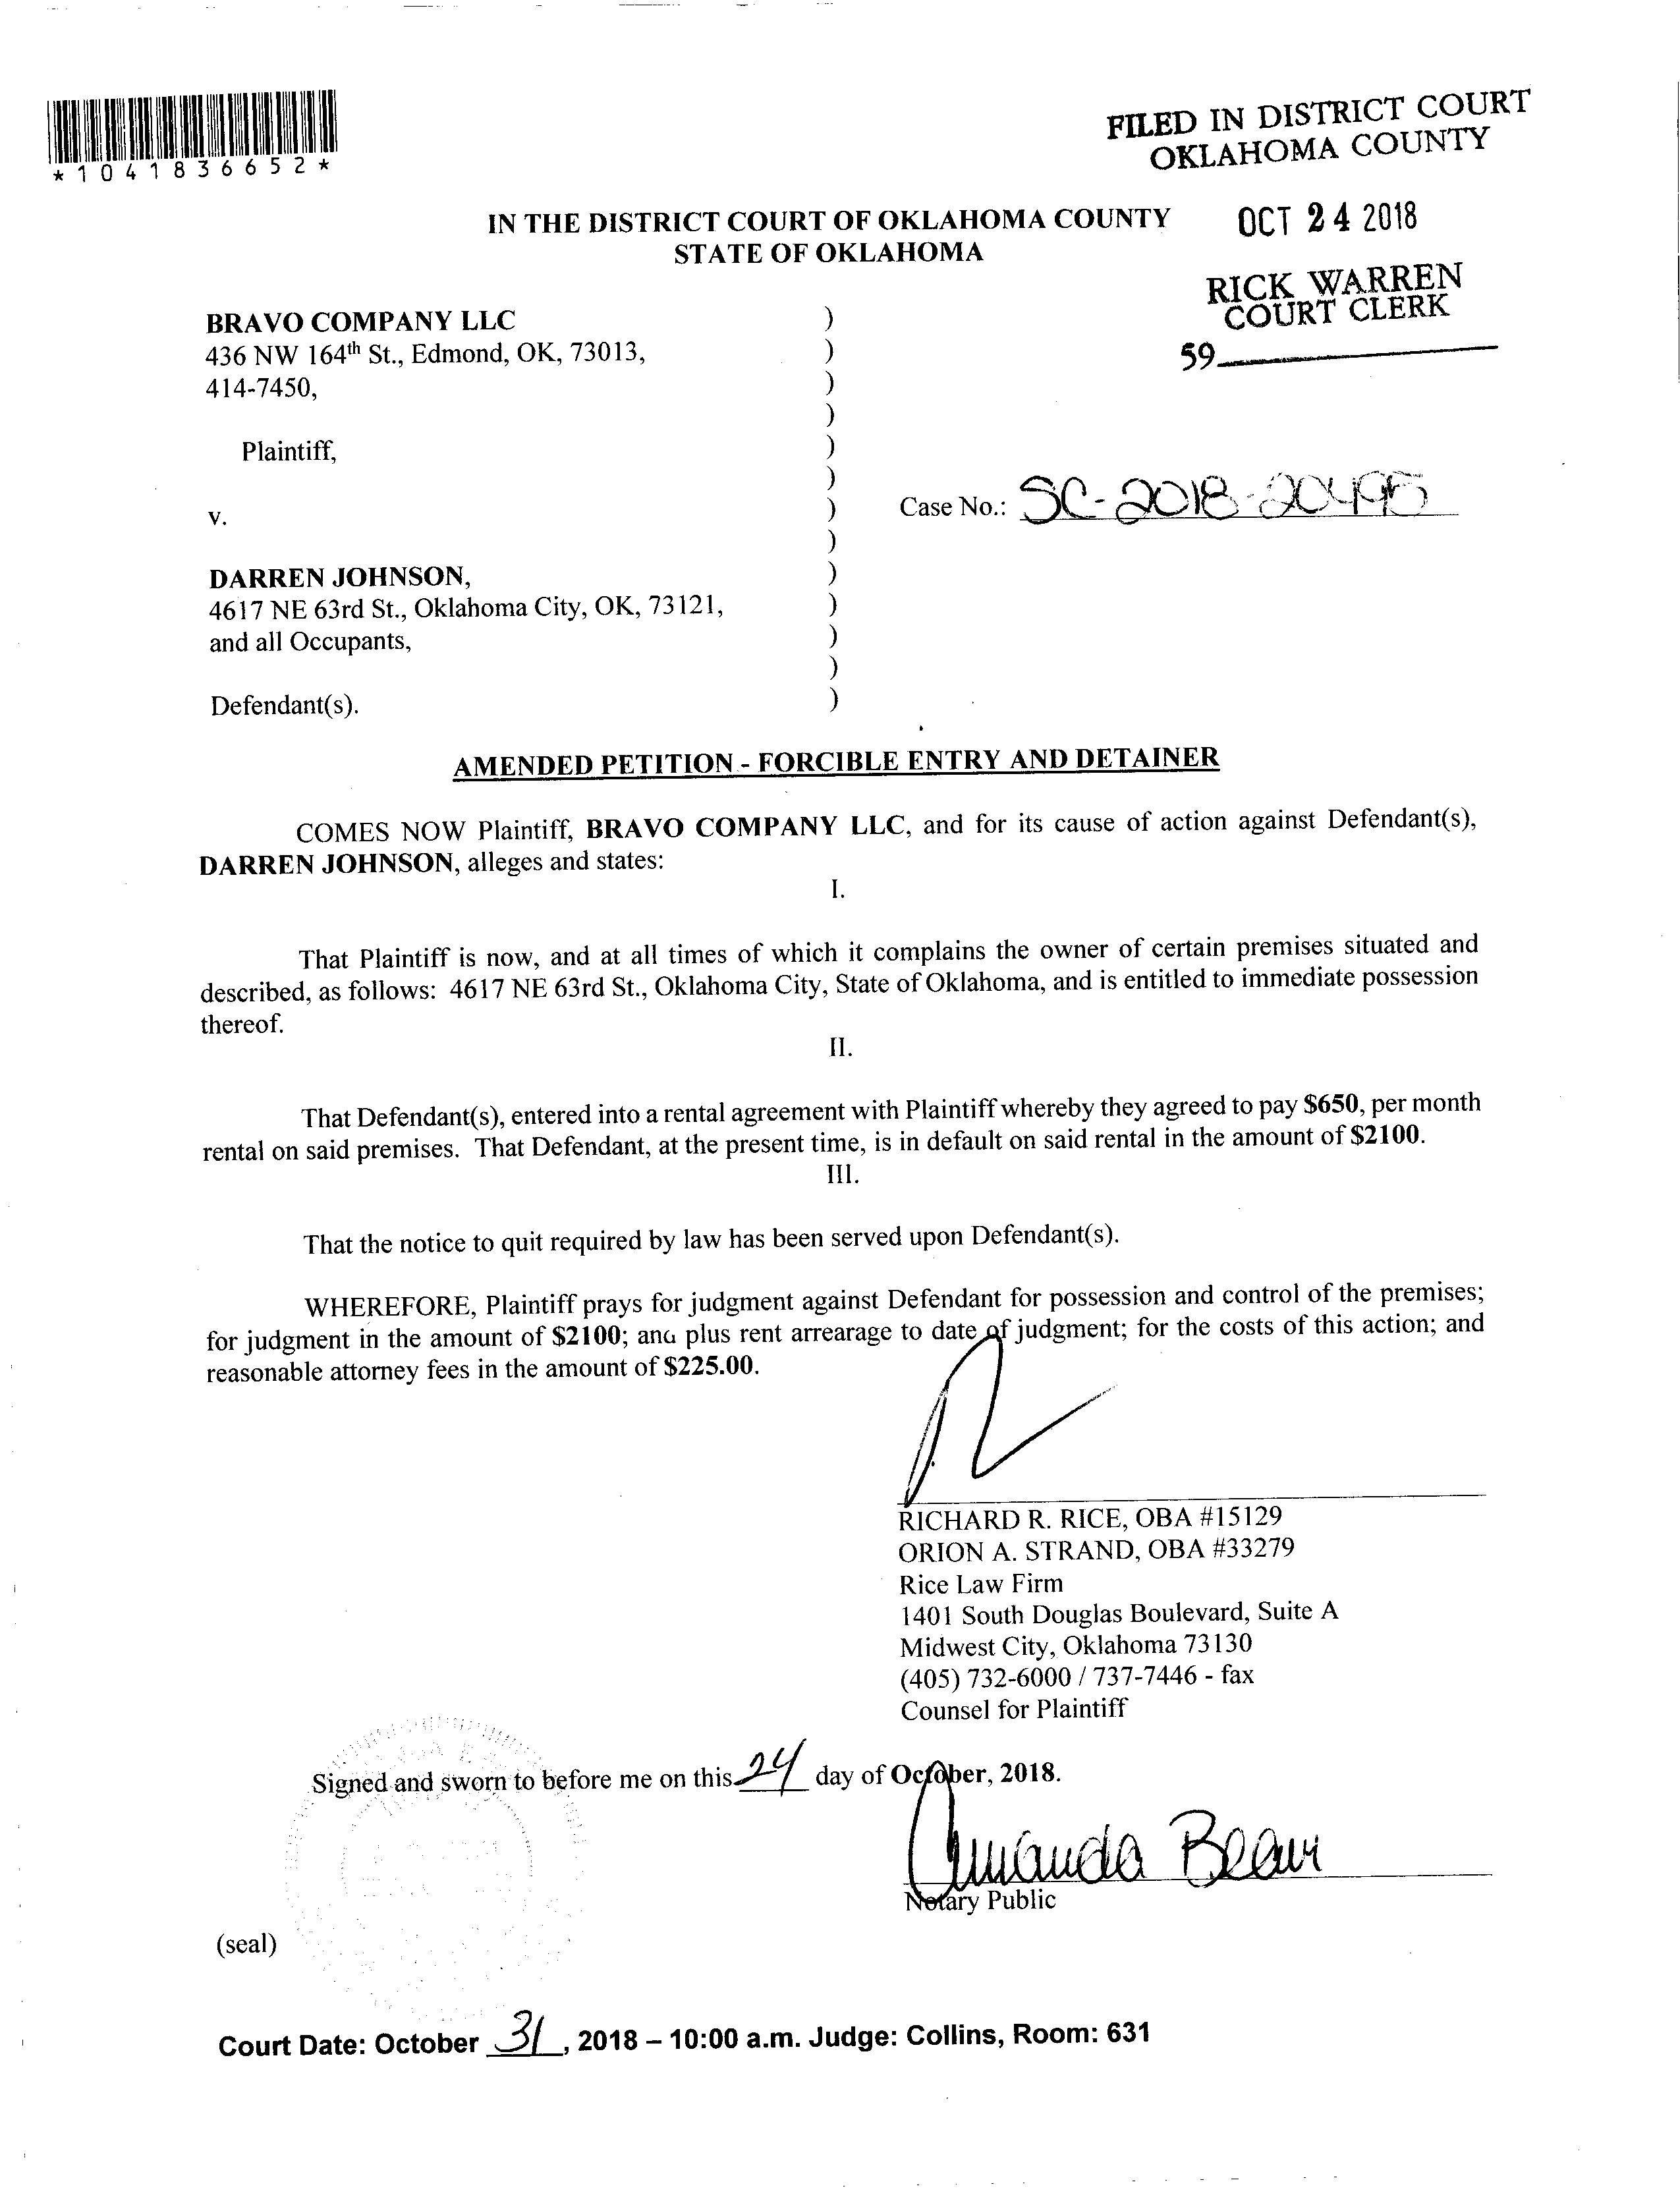 *1041836652*
FILED IN DISTRICT COURT
OKLAHOMA COUNTY
IN THE DISTRICT COURT OF OKLAHOMA COUNTY
STATE OF OKLAHOMA
OCT 24 2018
RICK WARREN
COURT CLERK
59
BRAVO COMPANY LLC )
436 NW 164th St., Edmond, OK, 73013, )
414-7450, )
)
Plaintiff, )
)
v. )
Case No.: SC-2018-20495
)
DARREN JOHNSON, )
4617 NE 63rd St., Oklahoma City, OK, 73121, )
and all Occupants, )
)
Defendant(s). )
AMENDED PETITION - FORCIBLE ENTRY AND DETAINER
COMES NOW Plaintiff, BRAVO COMPANY LLC, and for its cause of action against Defendant(s),
DARREN JOHNSON, alleges and states:
I.
That Plaintiff is now, and at all times of which it complains the owner of certain premises situated and
described, as follows: 4617 NE 63rd St., Oklahoma City, State of Oklahoma, and is entitled to immediate possession
thereof.
II.
That Defendant(s), entered into a rental agreement with Plaintiff whereby they agreed to pay $650, per month
rental on said premises. That Defendant, at the present time, is in default on said rental in the amount of $2100.
III.
That the notice to quit required by law has been served upon Defendant(s).
WHEREFORE, Plaintiff prays for judgment against Defendant for possession and control of the premises;
for judgment in the amount of $2100; and plus rent arrearage to date of judgment; for the costs of this action; and
reasonable attorney fees in the amount of $225.00.
RICHARD R. RICE, OBA #15129
ORION A. STRAND, OBA #33279
Rice Law Firm
1401 South Douglas Boulevard, Suite A
Midwest City, Oklahoma 73130
(405) 732-6000 / 737-7446 - fax
Counsel for Plaintiff
Signed and sworn to before me on this 24 day of October, 2018.
Amanda Bear
Notary Public
(seal)
Court Date: October 31, 2018 – 10:00 a.m. Judge: Collins, Room: 631